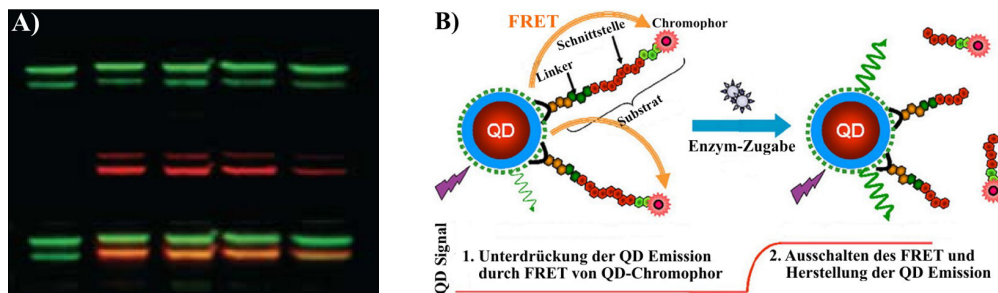 A)
B)
FRET
Chromophor
Schnittstelle
Linker
QD
Substrat
Enzym-Zugabe
QD
QD Signal
1. Unterdrückung der QD Emission
durch FRET von QD-Chromophor
2. Ausschalten des FRET und
Herstellung der QD Emission